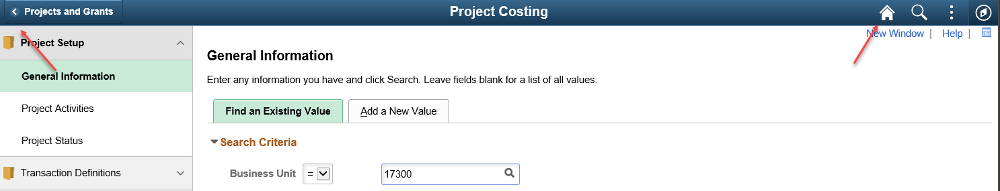 Projects and Grants
Project Costing
New Window | Help |
Project Setup
General Information
Project Activities
Project Status
Transaction Definitions
General Information
Enter any information you have and click Search. Leave fields blank for a list of all values.
Find an Existing Value
Add a New Value
Search Criteria
Business Unit = 17300